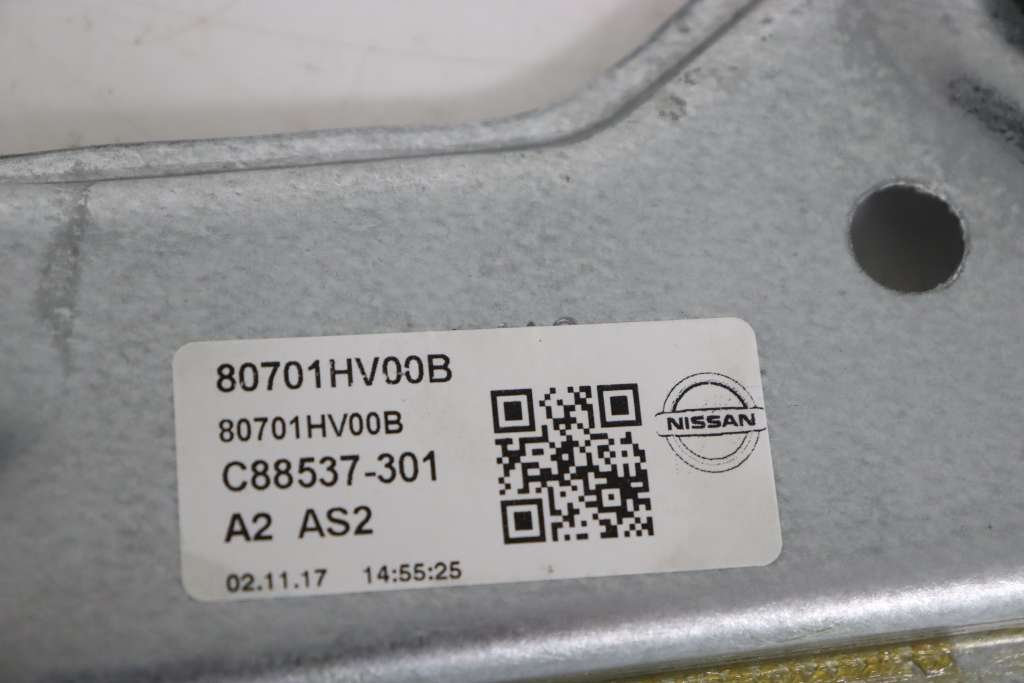 80701HV00B
80701HV00B
C88537-301
A2 AS2
02.11.17 14:55:25
NISSAN